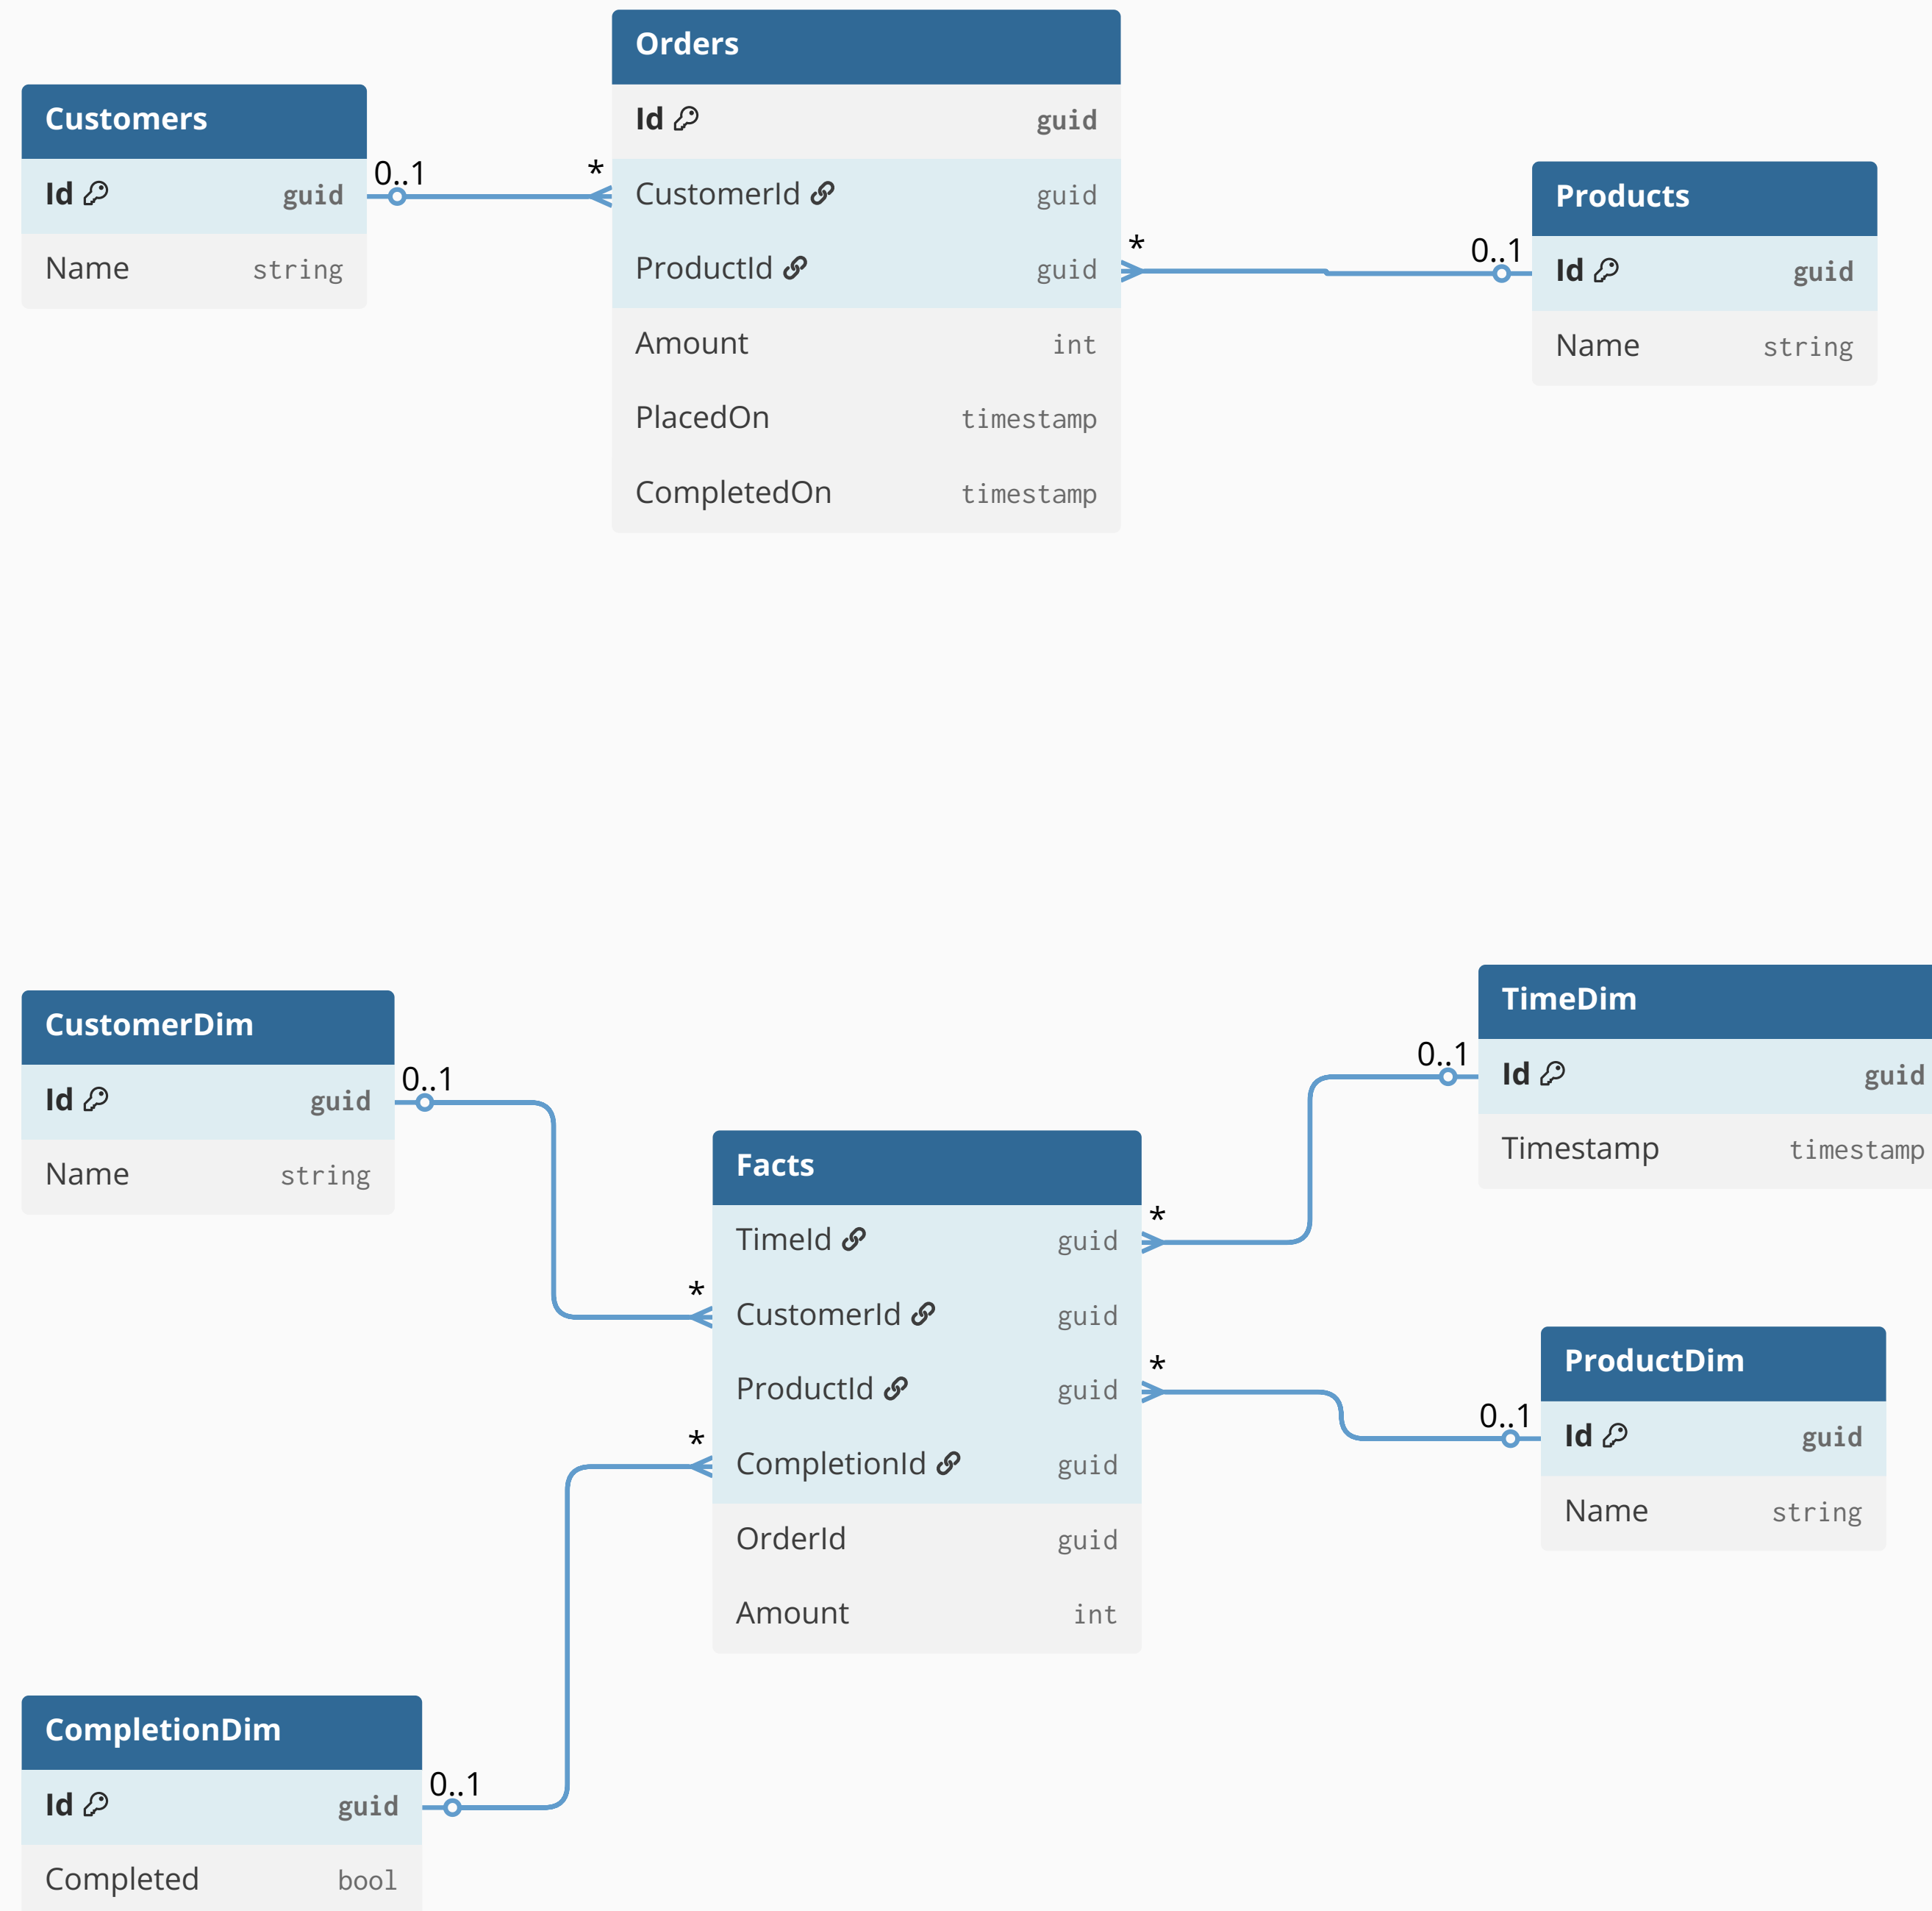 Orders
Id guid
CustomerId guid
ProductId guid
Amount int
PlacedOn timestamp
CompletedOn timestamp
Customers
Id guid
Name string
0..1
*
Products
Id guid
Name string
*
0..1
CustomerDim
Id guid
Name string
0..1
*
TimeDim
Id guid
Timestamp timestamp
0..1
*
Facts
TimeId guid
CustomerId guid
ProductId guid
CompletionId guid
OrderId guid
Amount int
*
0..1
ProductDim
Id guid
Name string
*
0..1
CompletionDim
Id guid
Completed bool